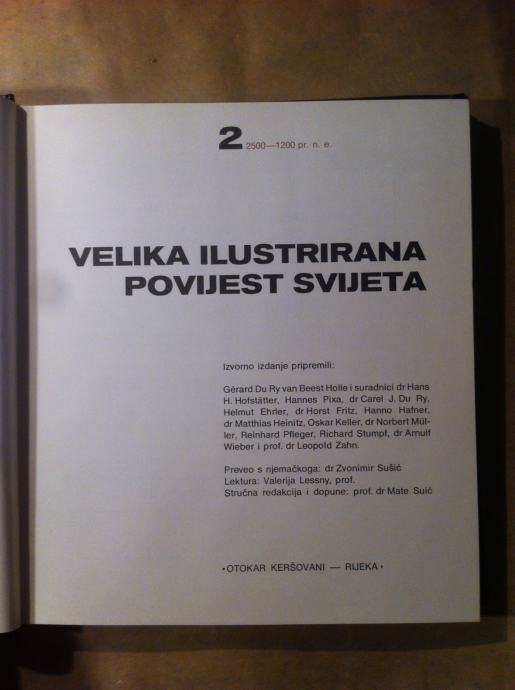 2 2500—1200 pr. n. e.
VELIKA ILUSTRIRANA
POVIJEST SVIJETA
Izvorno izdanje pripremili:
Gérard Du Ry van Beest Holle i suradnici dr Hans
H. Hofstätter, Hannes Pixa, dr Carel J. Du Ry,
Helmut Ehrler, dr Horst Fritz, Hanno Hafner,
dr Matthias Heinitz, Oskar Keller, dr Norbert Mül-
ler, Reinhard Pfleger, Richard Stumpf, dr Arnulf
Wieber i prof. dr Leopold Zahn.
Preveo s njemačkoga: dr Zvonimir Sušić
Lektura: Valerija Lessny, prof.
Stručna redakcija i dopune: prof. dr Mate Suić
•OTOKAR KERŠOVANI — RIJEKA•